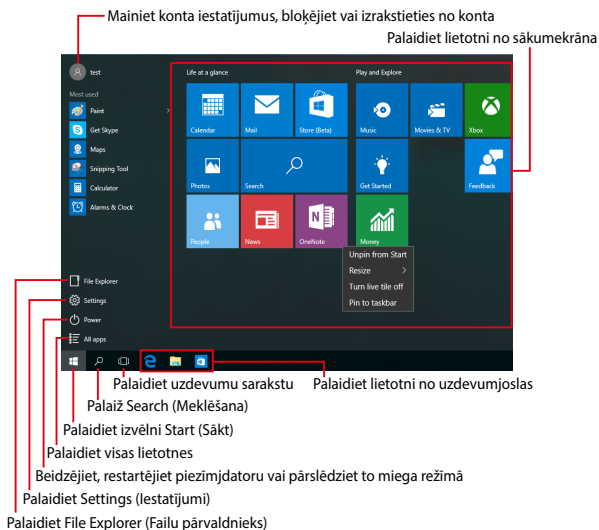 Mainiet konta iestatījumus, bloķējiet vai izrakstieties no konta
Palaidiet lietotni no sākumekrāna
test
Life at a glance
Play and Explore
Most used
Paint
Get Skype
Maps
Snipping Tool
Calculator
Alarms & Clock
Calendar
Mail
Store (Beta)
Music
Movies & TV
Xbox
Photos
Search
Get Started
Feedback
People
News
OneNote
Money
Unpin from Start
Resize
Turn live tile off
Pin to taskbar
File Explorer
Settings
Power
All apps
Palaidiet uzdevumu sarakstu
Palaidiet lietotni no uzdevumjoslas
Palaiž Search (Meklēšana)
Palaidiet izvēlni Start (Sākt)
Palaidiet visas lietotnes
Beidzējiet, restartējiet piezīmjdatoru vai pārslēdziet to miega režīmā
Palaidiet Settings (Iestatījumi)
Palaidiet File Explorer (Failu pārvaldnieks)